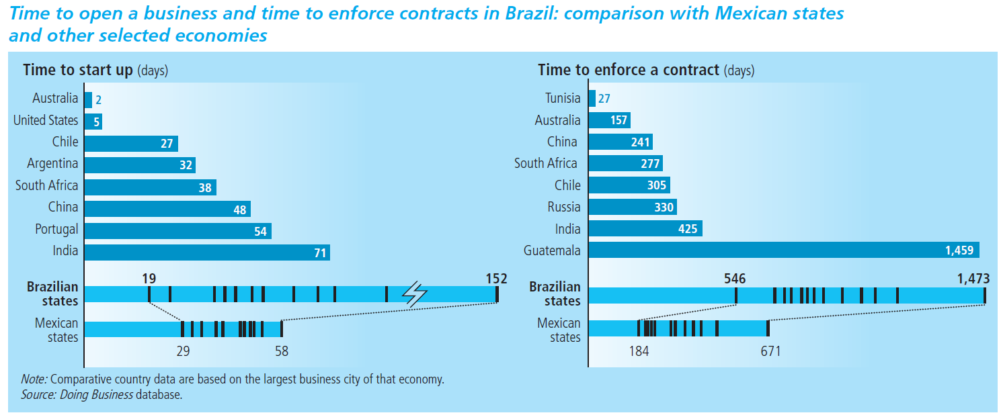 Time to open a business and time to enforce contracts in Brazil: comparison with Mexican states
and other selected economies
Time to start up (days)
Australia 2
United States 5
Chile 27
Argentina 32
South Africa 38
China 48
Portugal 54
India 71
19 152
Brazilian
states
Mexican
states
29 58
Time to enforce a contract (days)
Tunisia 27
Australia 157
China 241
South Africa 277
Chile 305
Russia 330
India 425
Guatemala 1,459
546 1,473
Brazilian
states
Mexican
states
184 671
Note: Comparative country data are based on the largest business city of that economy.
Source: Doing Business database.